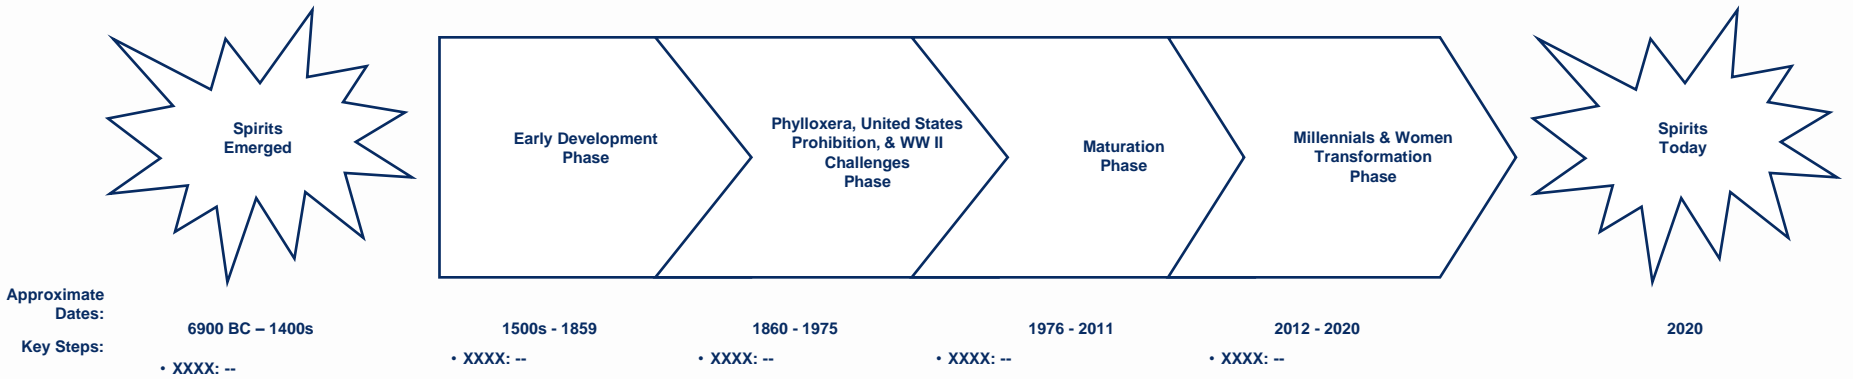 Spirits
Emerged
Early Development
Phase
Phylloxera, United States
Prohibition, & WW II
Challenges
Phase
Maturation
Phase
Millennials & Women
Transformation
Phase
Spirits
Today
Approximate
Dates:
6900 BC – 1400s
1500s - 1859
1860 - 1975
1976 - 2011
2012 - 2020
2020
Key Steps:
• XXXX: --
• XXXX: --
• XXXX: --
• XXXX: --
• XXXX: --